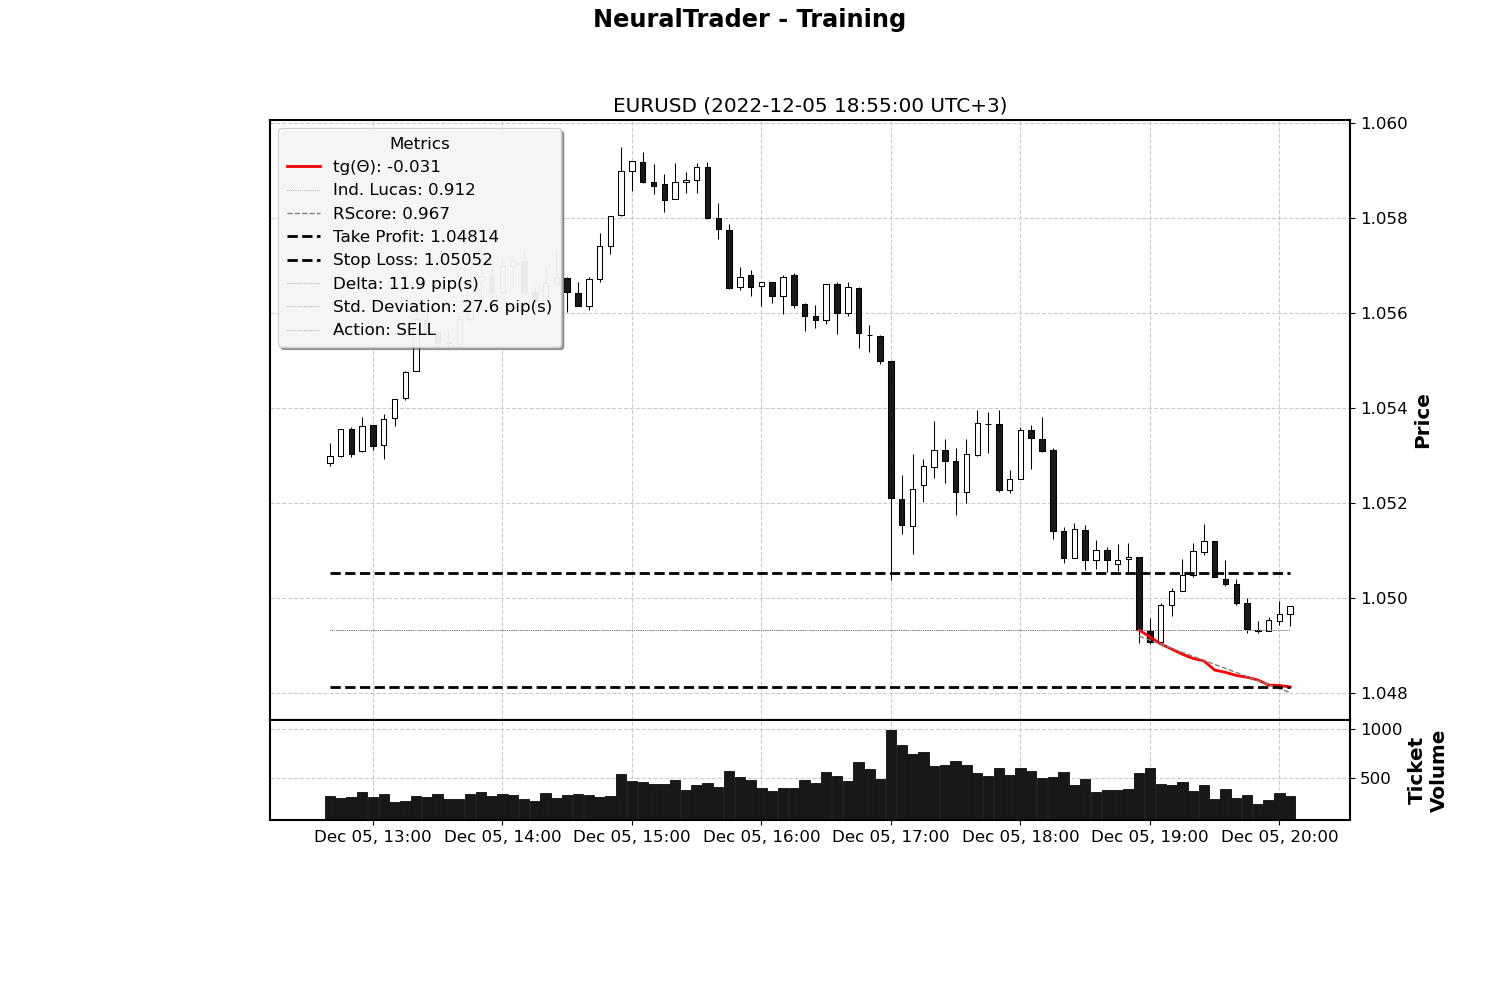 NeuralTrader - Training
EURUSD (2022-12-05 18:55:00 UTC+3)
Metrics
tg(Θ): -0.031
Ind. Lucas: 0.912
RScore: 0.967
Take Profit: 1.04814
Stop Loss: 1.05052
Delta: 11.9 pip(s)
Std. Deviation: 27.6 pip(s)
Action: SELL
1.060
1.058
1.056
1.054
1.052
1.050
1.048
Price
1000
500
Ticket
Volume
Dec 05, 13:00
Dec 05, 14:00
Dec 05, 15:00
Dec 05, 16:00
Dec 05, 17:00
Dec 05, 18:00
Dec 05, 19:00
Dec 05, 20:00